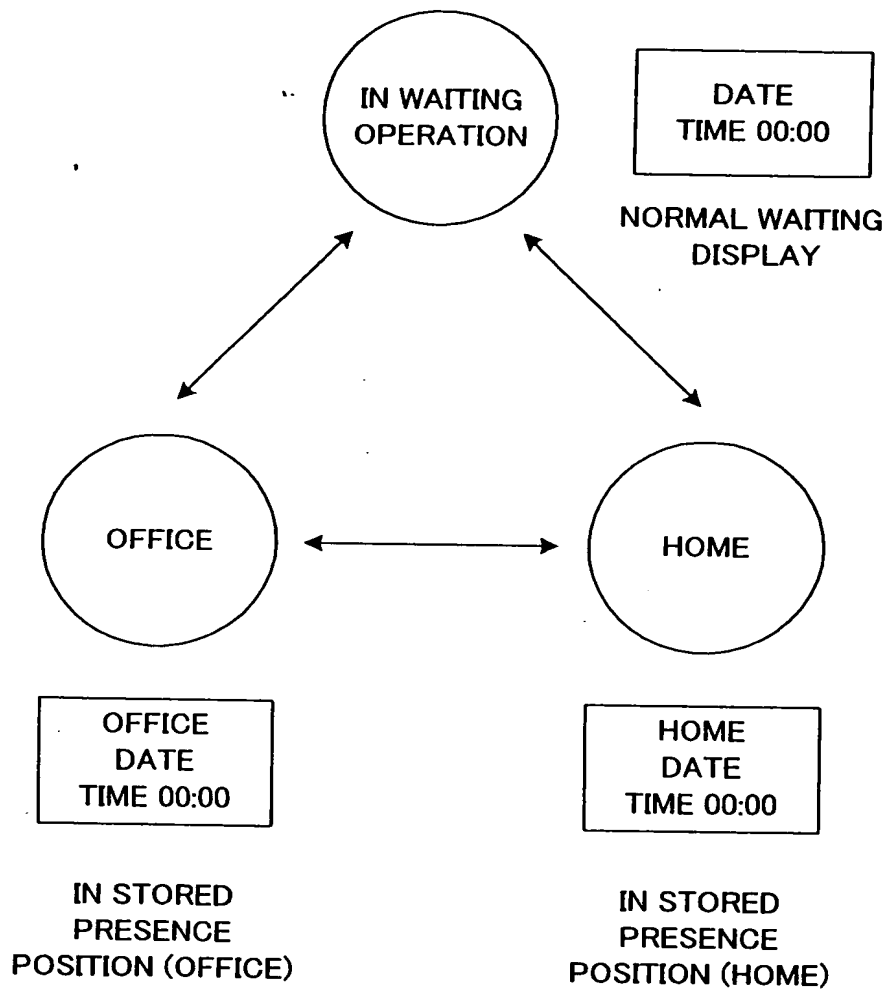 IN WAITING
OPERATION
DATE
TIME 00:00
NORMAL WAITING
DISPLAY
OFFICE
HOME
OFFICE
DATE
TIME 00:00
HOME
DATE
TIME 00:00
IN STORED
PRESENCE
POSITION (OFFICE)
IN STORED
PRESENCE
POSITION (HOME)